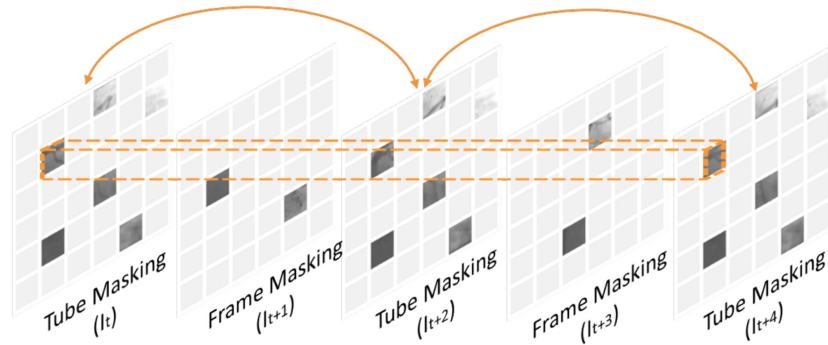 Tube Masking
(It)
Frame Masking
(It+1)
Tube Masking
(It+2)
Frame Masking
(It+3)
Tube Masking
(It+4)